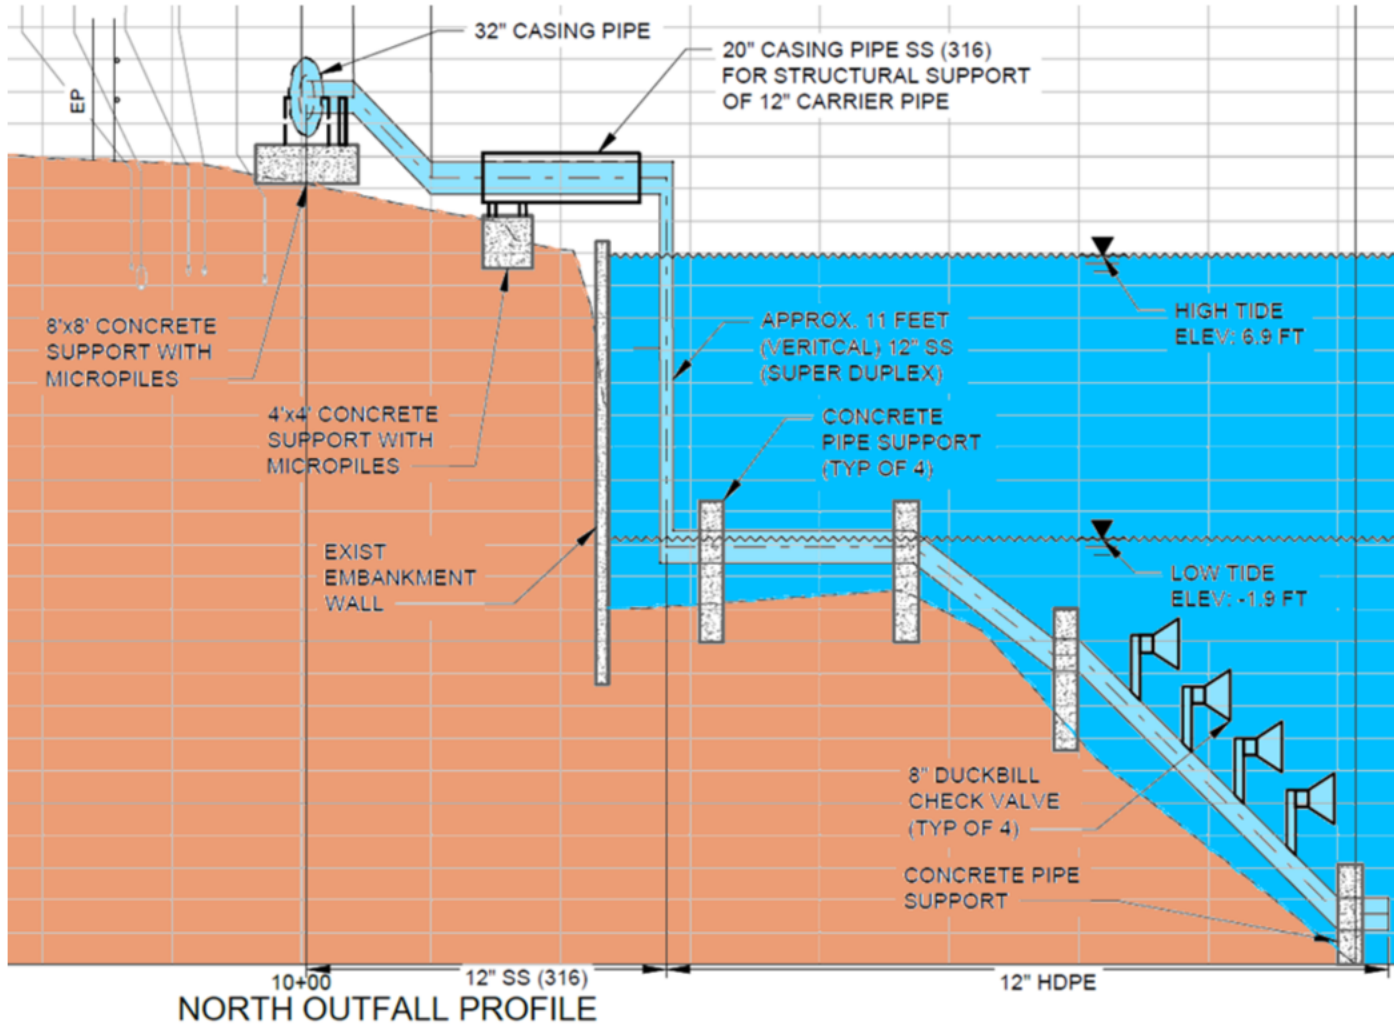 32" CASING PIPE
20" CASING PIPE SS (316)
FOR STRUCTURAL SUPPORT
OF 12" CARRIER PIPE
EP
HIGH TIDE
ELEV: 6.9 FT
8'x8' CONCRETE
SUPPORT WITH
MICROPILES
APPROX. 11 FEET
(VERITCAL) 12" SS
(SUPER DUPLEX)
4'x4' CONCRETE
SUPPORT WITH
MICROPILES
CONCRETE
PIPE SUPPORT
(TYP OF 4)
EXIST
EMBANKMENT
WALL
LOW TIDE
ELEV: -1.9 FT
8" DUCKBILL
CHECK VALVE
(TYP OF 4)
CONCRETE PIPE
SUPPORT
10+00
12" SS (316)
12" HDPE
NORTH OUTFALL PROFILE